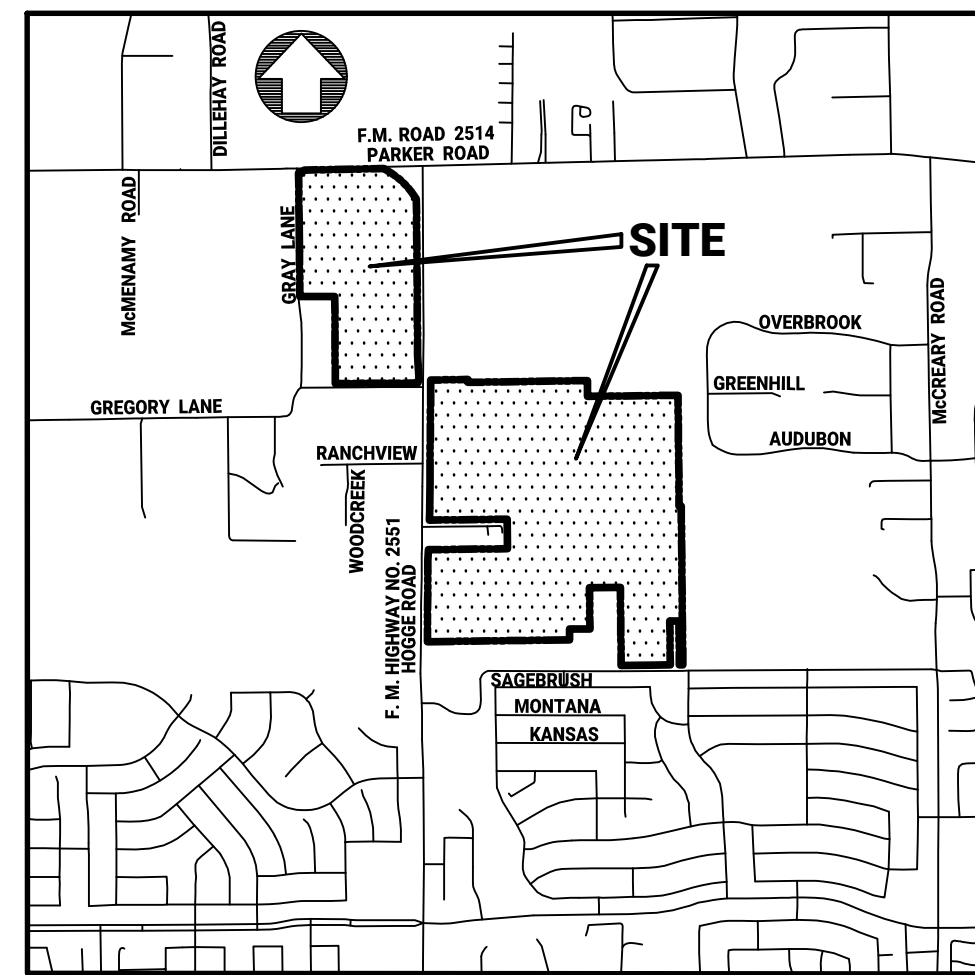 DILLEHAY ROAD
F.M. ROAD 2514
PARKER ROAD
McMENAMY ROAD
GRAY LANE
SITE
OVERBROOK
McCREARY ROAD
GREENHILL
GREGORY LANE
AUDUBON
RANCHVIEW
WOODCREEK
F. M. HIGHWAY NO. 2551
HOGGE ROAD
SAGEBRUSH
MONTANA
KANSAS